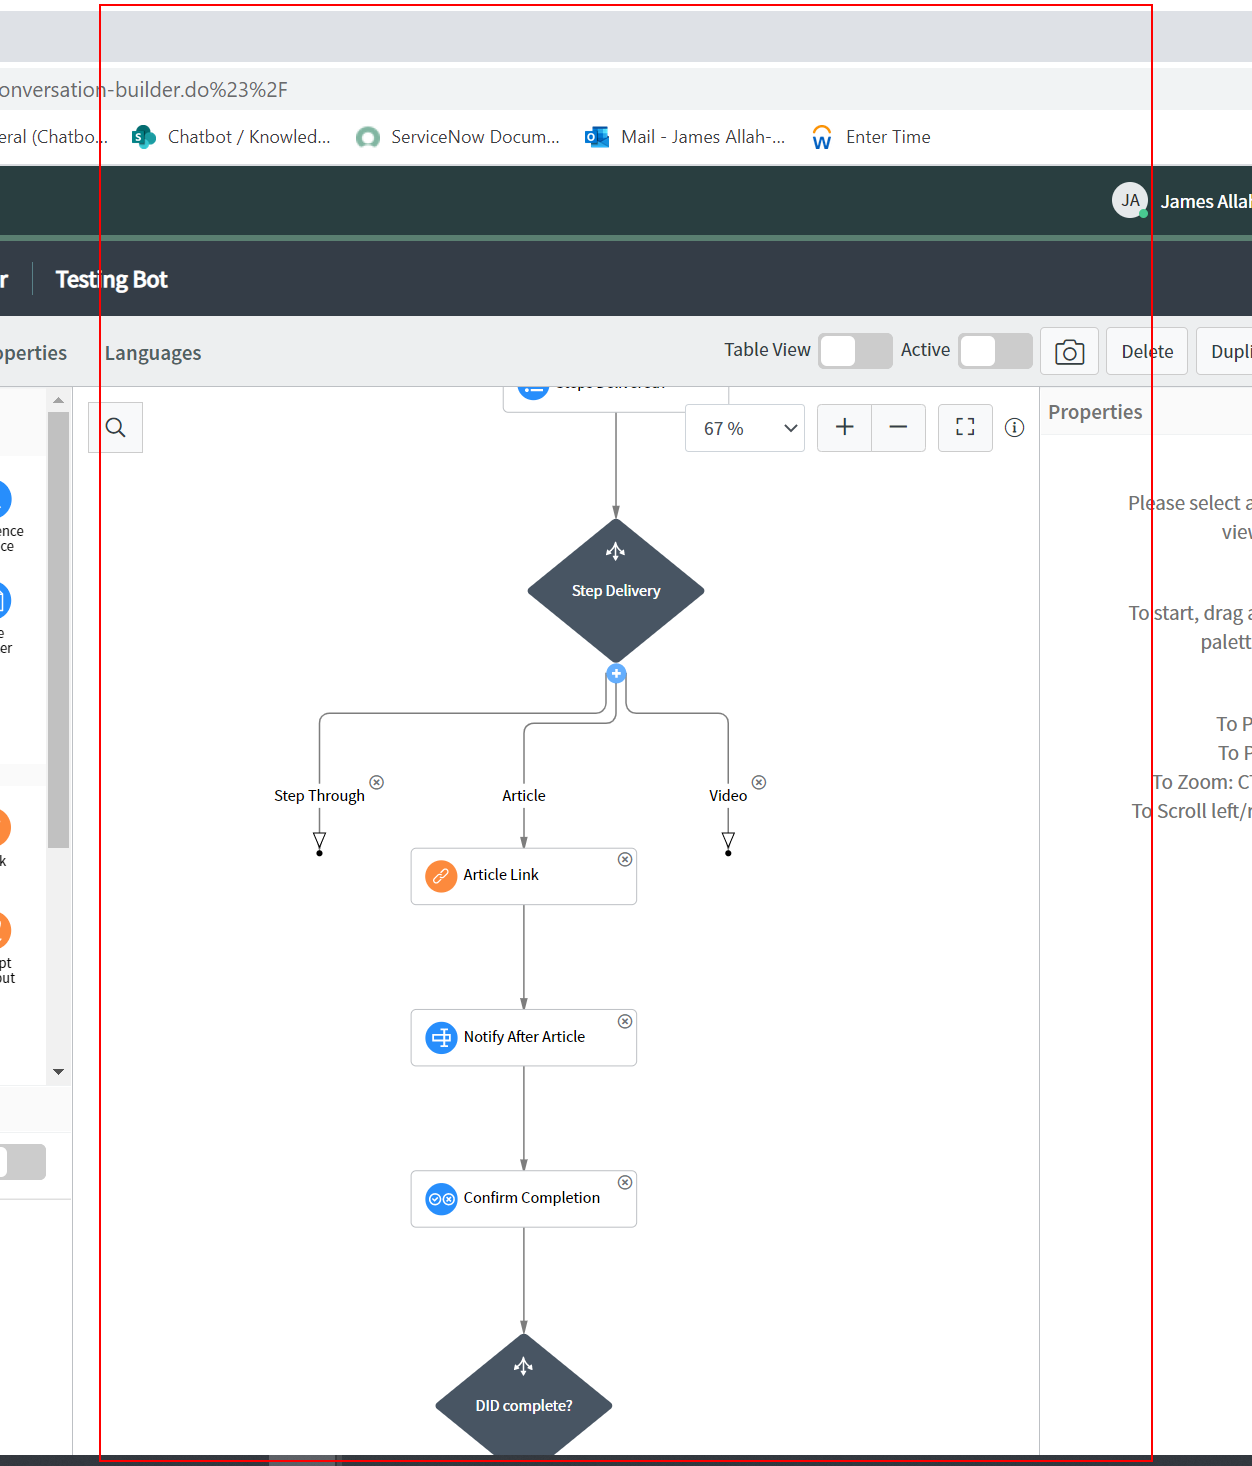 onversation-builder.do%23%2F
eral (Chatbo...
Chatbot / Knowled...
ServiceNow Docum...
Mail - James Allah-...
Enter Time
JA
James Allah
r
Testing Bot
operties
Languages
Table View
Active
Delete
Dupli
67 %
Properties
Please select a
view
ence
ce
Step Delivery
To start, drag a
palett
e
er
To P
To P
To Zoom: CT
To Scroll left/r
Step Through
Article
Video
k
Article Link
pt
out
Notify After Article
Confirm Completion
DID complete?